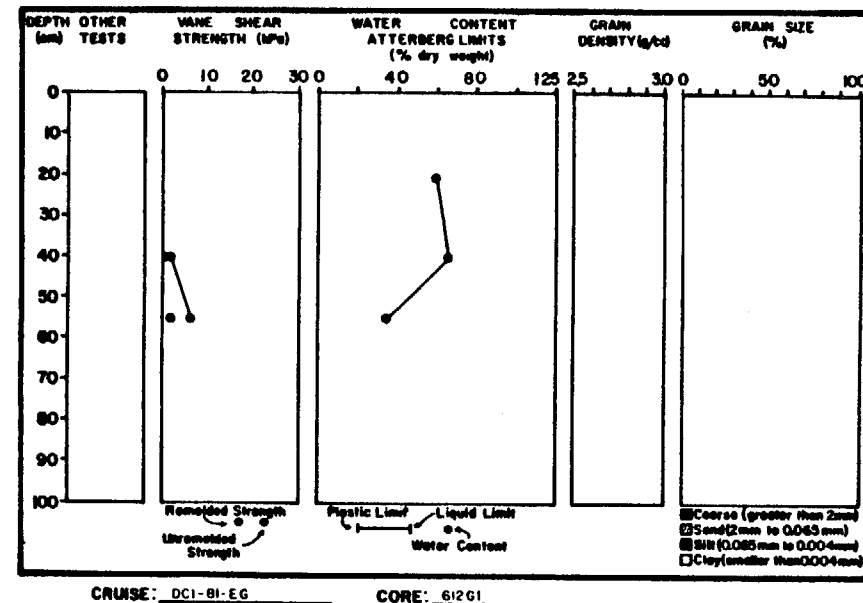 DEPTH OTHER VANE SHEAR WATER CONTENT GRAIN GRAIN SIZE
(cm) TESTS STRENGTH (kPa) ATTERBERG LIMITS DENSITY(g/cc) (%)
(% dry weight)
0 10 20 30 0 40 80 125 2.5 3.0 0 50 100
0
10
20
30
40
50
60
70
80
90
100
Remolded Strength
Unremolded
Strength
Plastic Limit Liquid Limit
Water Content
Coarse (greater than 2mm)
Sand(2mm to 0.065mm)
Silt(0.065mm to 0.004mm)
Clay(smaller than 0.004mm)
CRUISE: DC1-81-EG CORE: 612G1